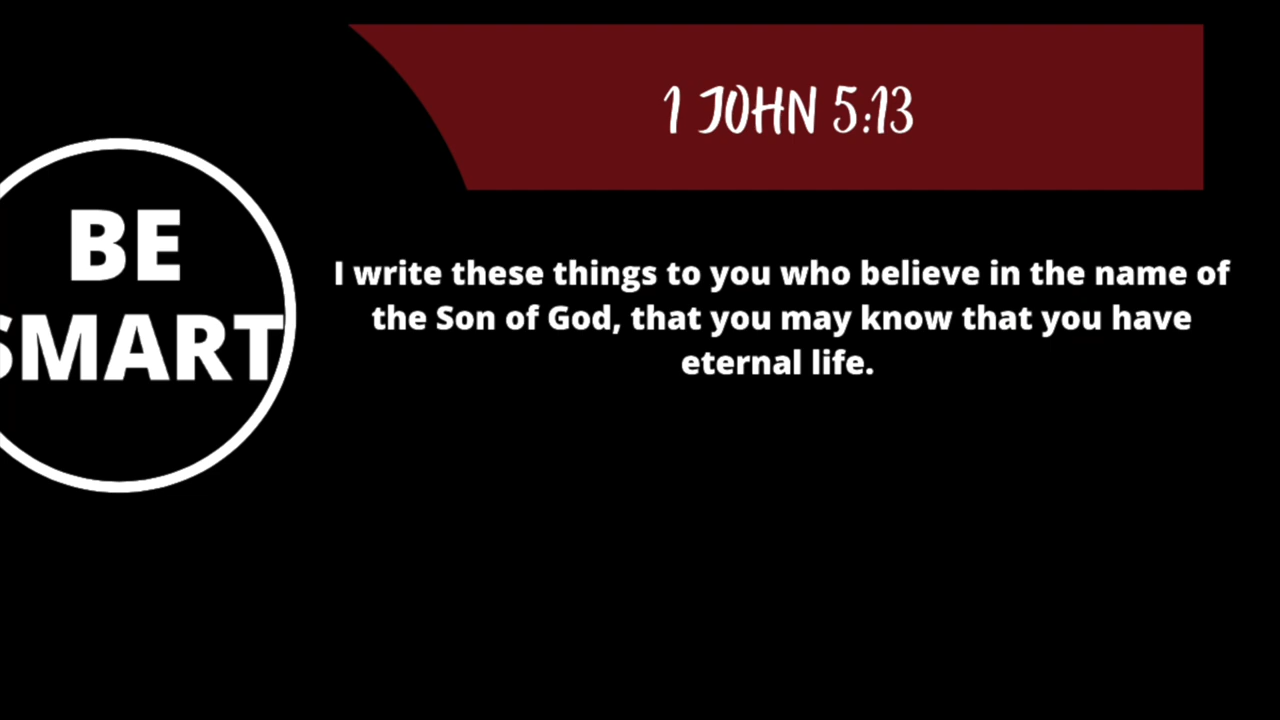 1 JOHN 5:13
BE
SMART
I write these things to you who believe in the name of
the Son of God, that you may know that you have
eternal life.